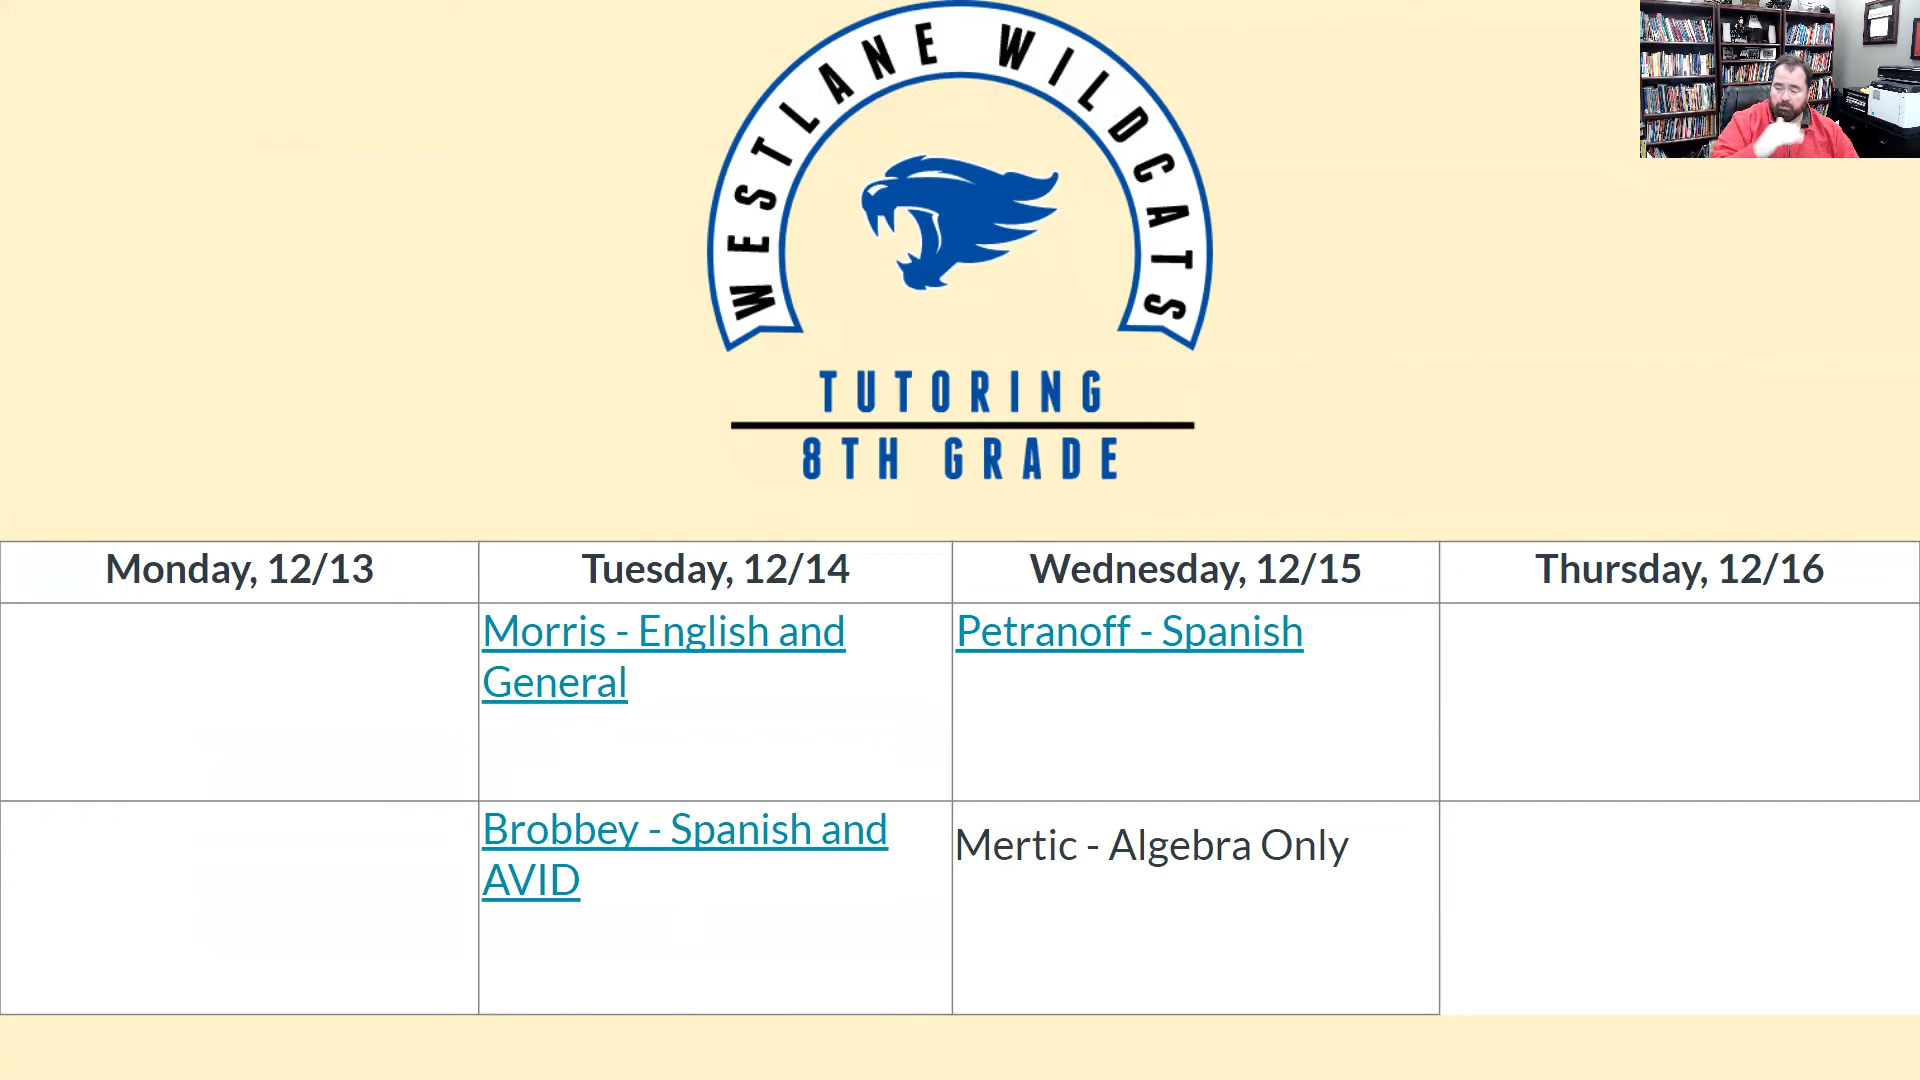 WESTLANE WILDCATS
TUTORING
8TH GRADE
Monday, 12/13
Tuesday, 12/14
Wednesday, 12/15
Thursday, 12/16
Morris - English and
General
Petranoff - Spanish
Brobbey - Spanish and
AVID
Mertic - Algebra Only